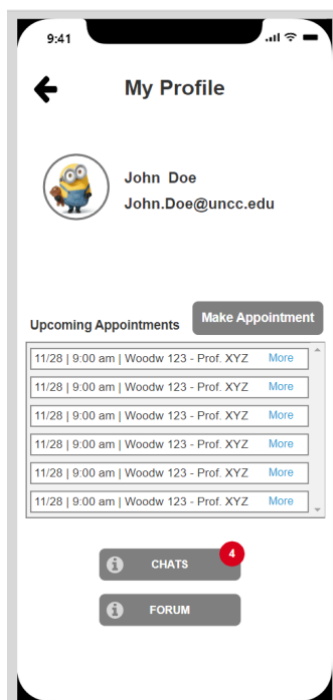 9:41
My Profile
John Doe
John.Doe@uncc.edu
Make Appointment
Upcoming Appointments
11/28 | 9:00 am | Woodw 123 - Prof. XYZ More
11/28 | 9:00 am | Woodw 123 - Prof. XYZ More
11/28 | 9:00 am | Woodw 123 - Prof. XYZ More
11/28 | 9:00 am | Woodw 123 - Prof. XYZ More
11/28 | 9:00 am | Woodw 123 - Prof. XYZ More
11/28 | 9:00 am | Woodw 123 - Prof. XYZ More
CHATS 4
FORUM